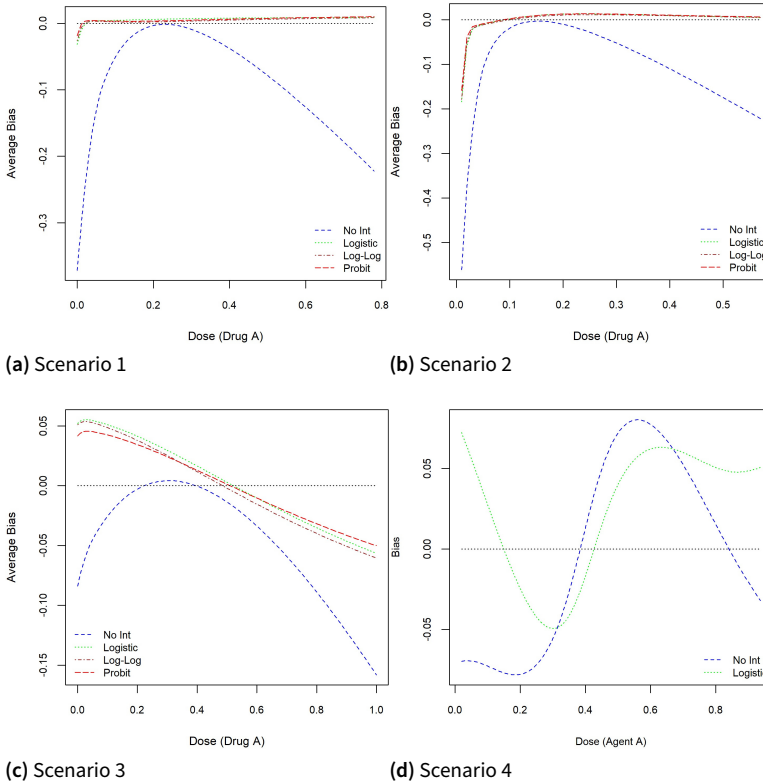 Average Bias
0.0
-0.1
-0.2
-0.3
No Int
Logistic
Log-Log
Probit
0.0 0.2 0.4 0.6 0.8
Dose (Drug A)
(a) Scenario 1
Average Bias
0.0
-0.1
-0.2
-0.3
-0.4
-0.5
No Int
Logistic
Log-Log
Probit
0.0 0.1 0.2 0.3 0.4 0.5
Dose (Drug A)
(b) Scenario 2
Average Bias
0.05
0.00
-0.05
-0.10
-0.15
No Int
Logistic
Log-Log
Probit
0.0 0.2 0.4 0.6 0.8 1.0
Dose (Drug A)
(c) Scenario 3
Bias
0.05
0.00
-0.05
No Int
Logistic
0.0 0.2 0.4 0.6 0.8
Dose (Agent A)
(d) Scenario 4